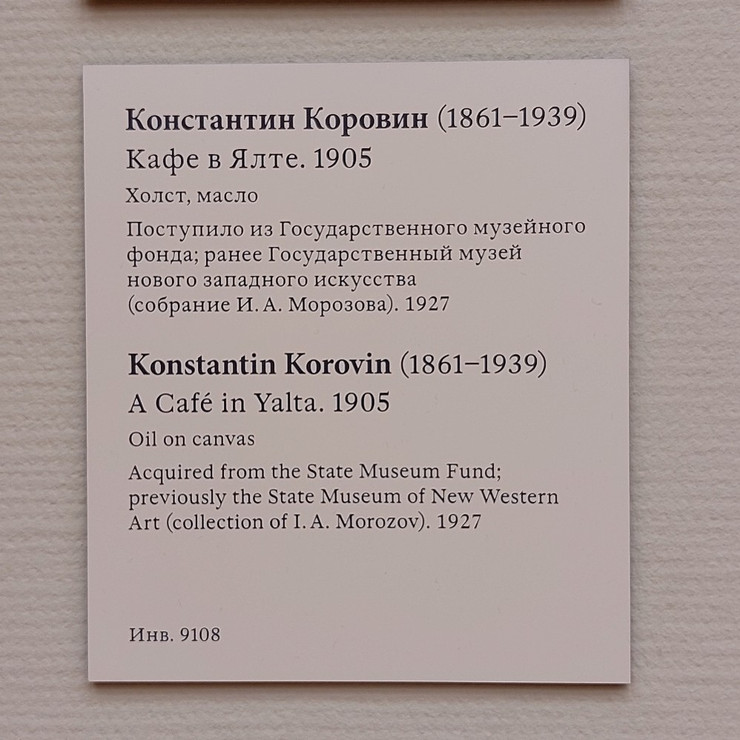 Константин Коровин (1861–1939)
Кафе в Ялте. 1905
Холст, масло
Поступило из Государственного музейного
фонда; ранее Государственный музей
нового западного искусства
(собрание И. А. Морозова). 1927
Konstantin Korovin (1861–1939)
A Café in Yalta. 1905
Oil on canvas
Acquired from the State Museum Fund;
previously the State Museum of New Western
Art (collection of I. A. Morozov). 1927
Инв. 9108